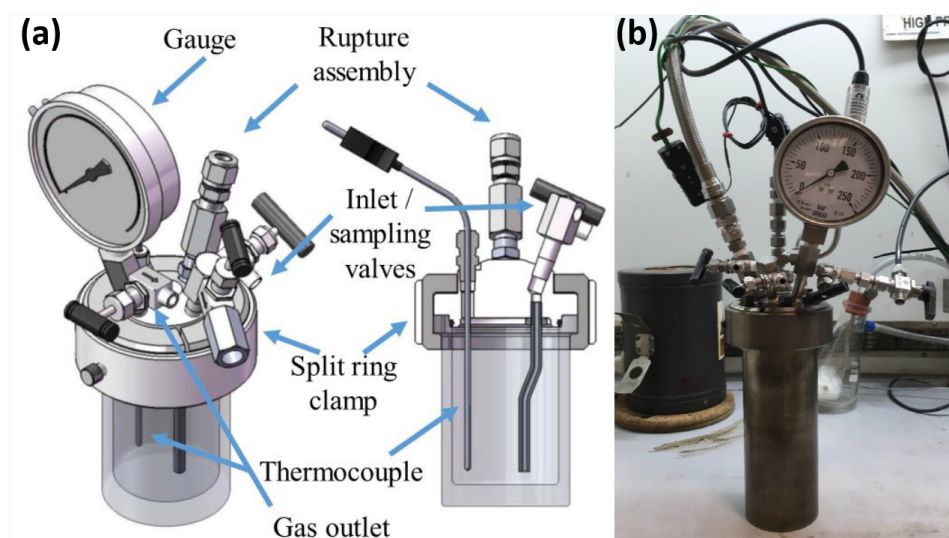 (a)
Gauge
Rupture
assembly
Inlet /
sampling
valves
Split ring
clamp
Thermocouple
Gas outlet
(b)
HIGH PR
0
50
100
150
200
250
bar